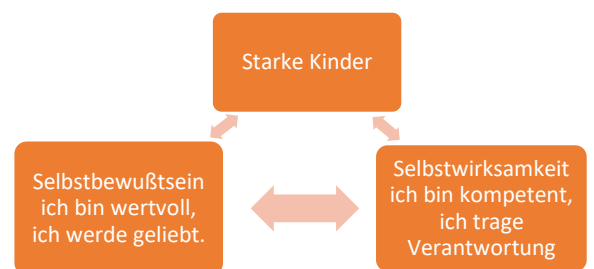 Starke Kinder
Selbstbewußtsein
ich bin wertvoll,
ich werde geliebt.
Selbstwirksamkeit
ich bin kompetent,
ich trage
Verantwortung